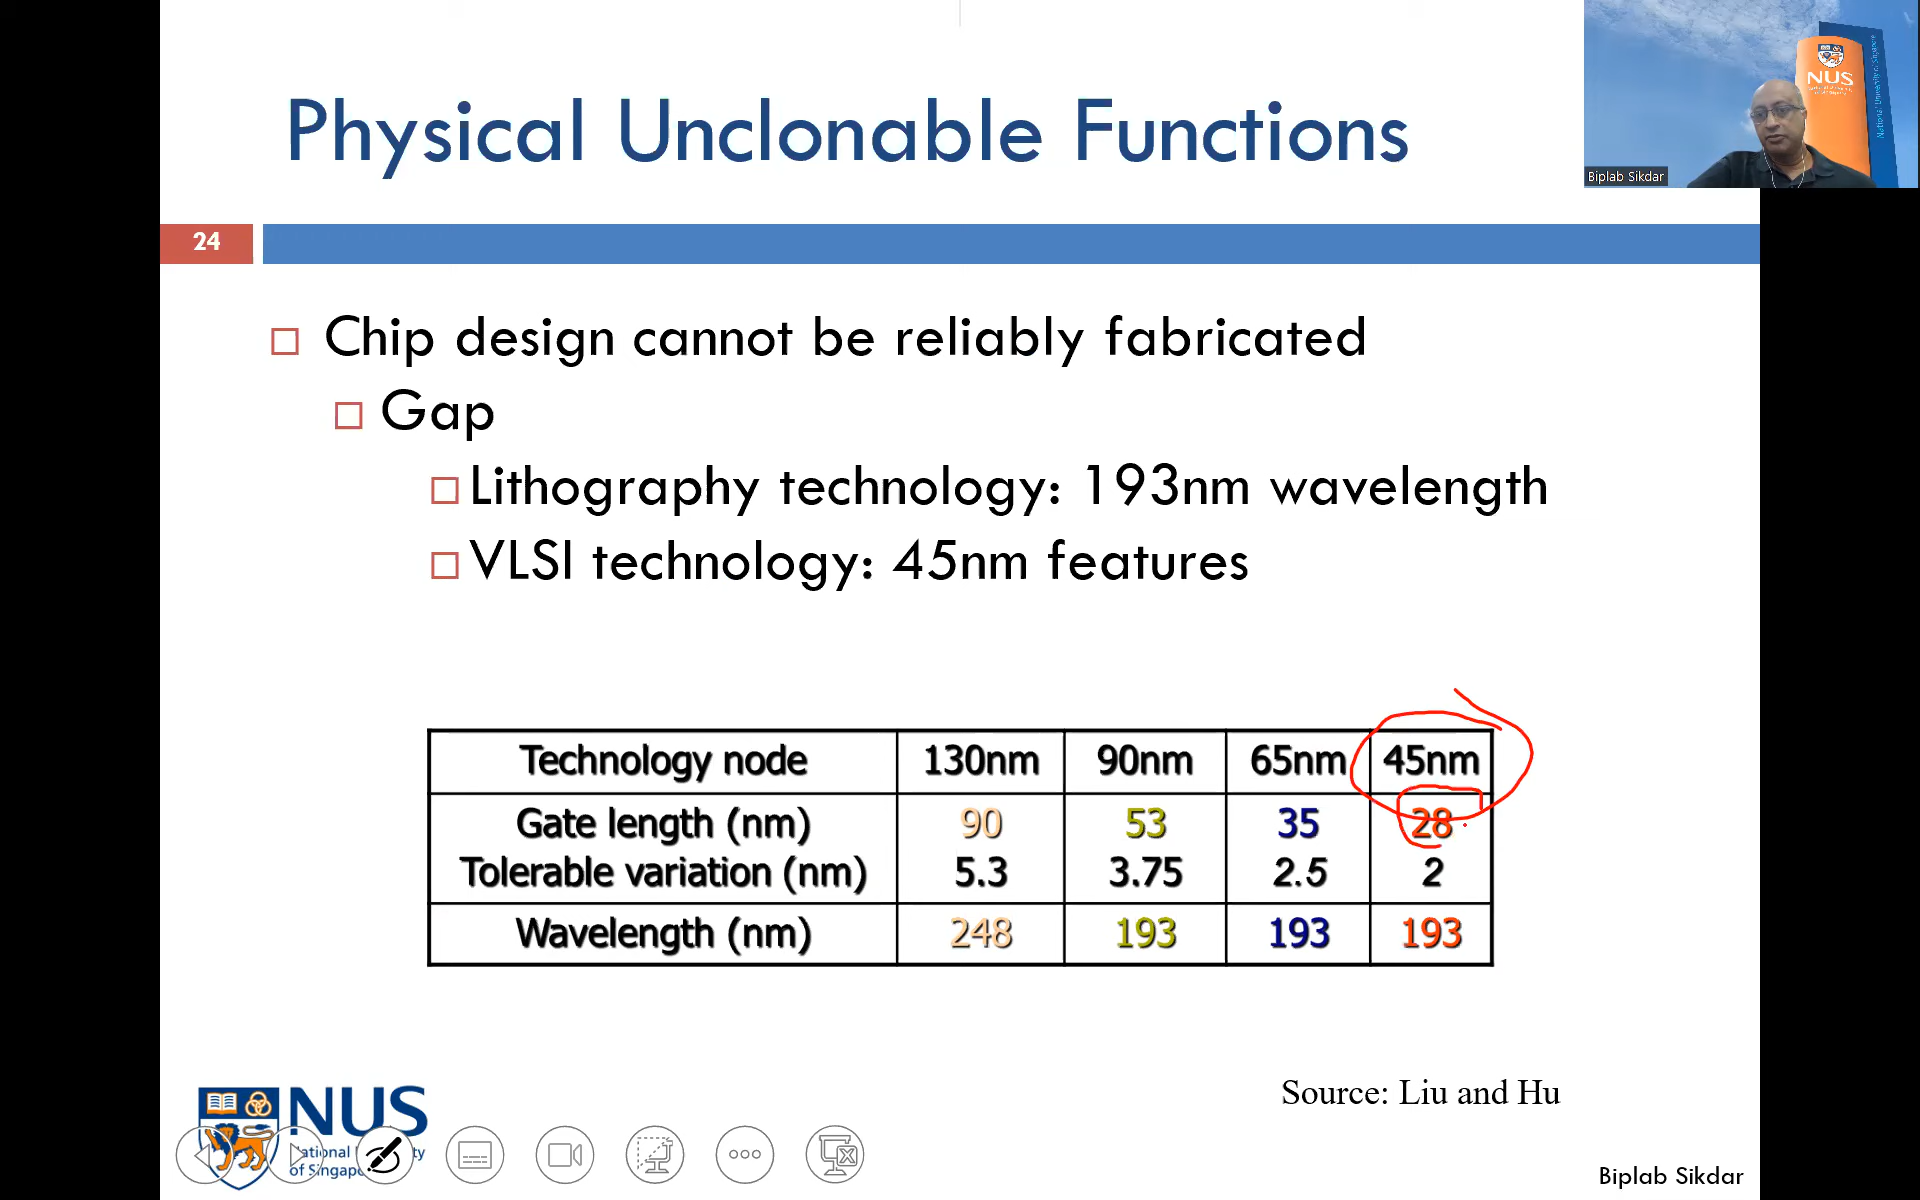 Physical Unclonable Functions
NUS
Biplab Sikdar
24
Chip design cannot be reliably fabricated
Gap
Lithography technology: 193nm wavelength
VLSI technology: 45nm features
Technology node 130nm 90nm 65nm 45nm
Gate length (nm) 90 53 35 28
Tolerable variation (nm) 5.3 3.75 2.5 2
Wavelength (nm) 248 193 193 193
Source: Liu and Hu
NUS
of Singap
Biplab Sikdar